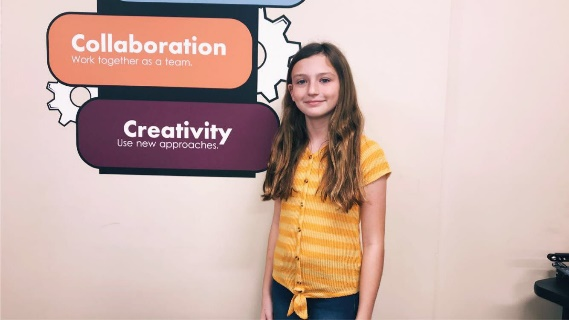 Collaboration
Work together as a team.
Creativity
Use new approaches.